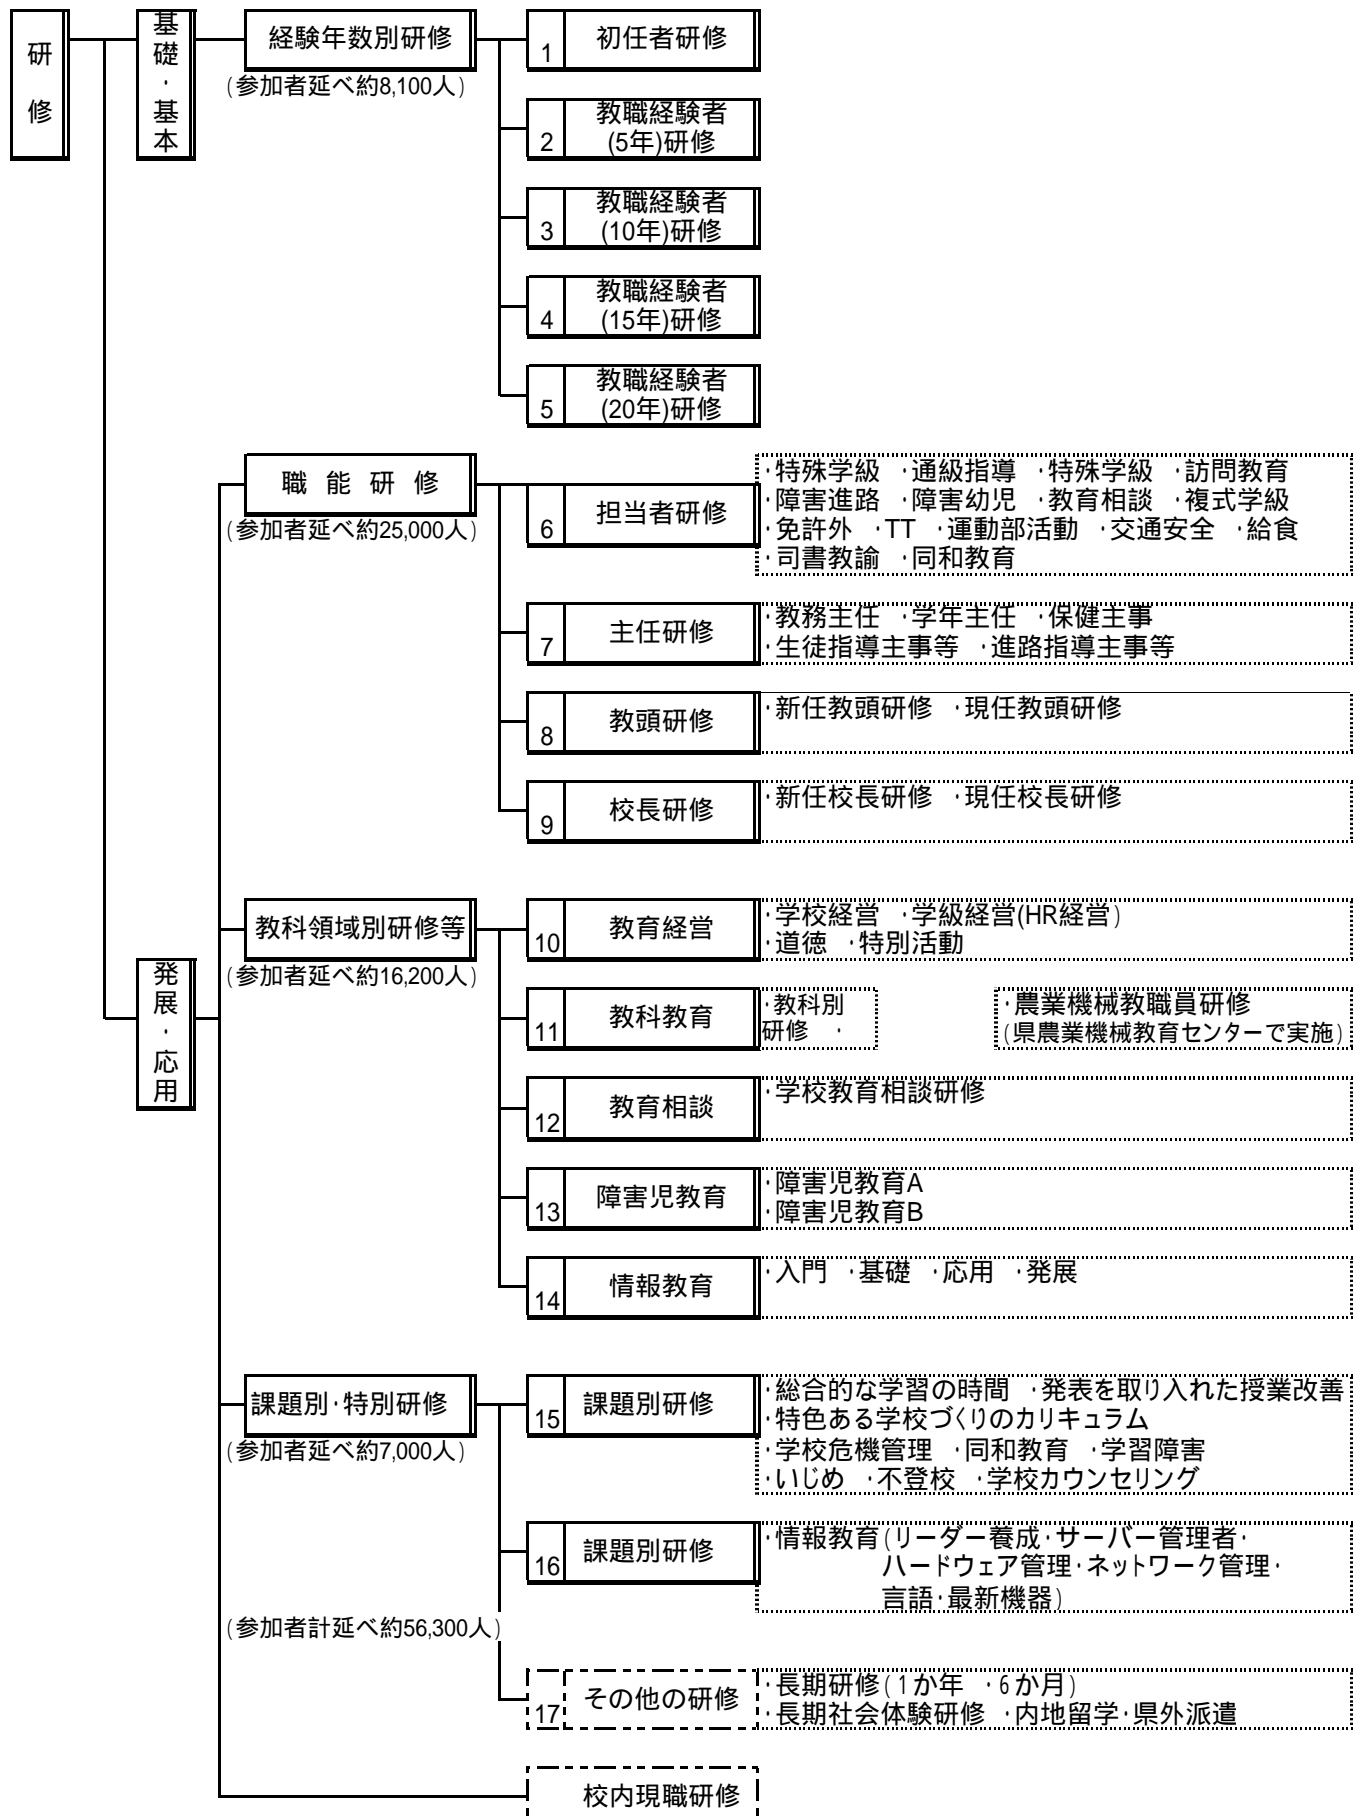 研修
基礎・基本
経験年数別研修
(参加者延べ約8,100人)
1 初任者研修
2 教職経験者
(5年)研修
3 教職経験者
(10年)研修
4 教職経験者
(15年)研修
5 教職経験者
(20年)研修
発展・応用
職能研修
(参加者延べ約25,000人)
6 担当者研修
・特殊学級 ・通級指導 ・特殊学級 ・訪問教育
・障害進路 ・障害幼児 ・教育相談 ・複式学級
・免許外 ・TT ・運動部活動 ・交通安全 ・給食
・司書教諭 ・同和教育
7 主任研修
・教務主任 ・学年主任 ・保健主事
・生徒指導主事等 ・進路指導主事等
8 教頭研修
・新任教頭研修 ・現任教頭研修
9 校長研修
・新任校長研修 ・現任校長研修
教科領域別研修等
(参加者延べ約16,200人)
10 教育経営
・学校経営 ・学級経営(HR経営)
・道徳 ・特別活動
11 教科教育
・教科別
研修 ・
・農業機械教職員研修
(県農業機械教育センターで実施)
12 教育相談
・学校教育相談研修
13 障害児教育
・障害児教育A
・障害児教育B
14 情報教育
・入門 ・基礎 ・応用 ・発展
課題別・特別研修
(参加者延べ約7,000人)
15 課題別研修
・総合的な学習の時間 ・発表を取り入れた授業改善
・特色ある学校づくりのカリキュラム
・学校危機管理 ・同和教育 ・学習障害
・いじめ ・不登校 ・学校カウンセリング
16 課題別研修
・情報教育(リーダー養成・サーバー管理者・
ハードウェア管理・ネットワーク管理・
言語・最新機器)
(参加者計延べ約56,300人)
17 その他の研修
・長期研修(1か年 ・6か月)
・長期社会体験研修 ・内地留学・県外派遣
校内現職研修